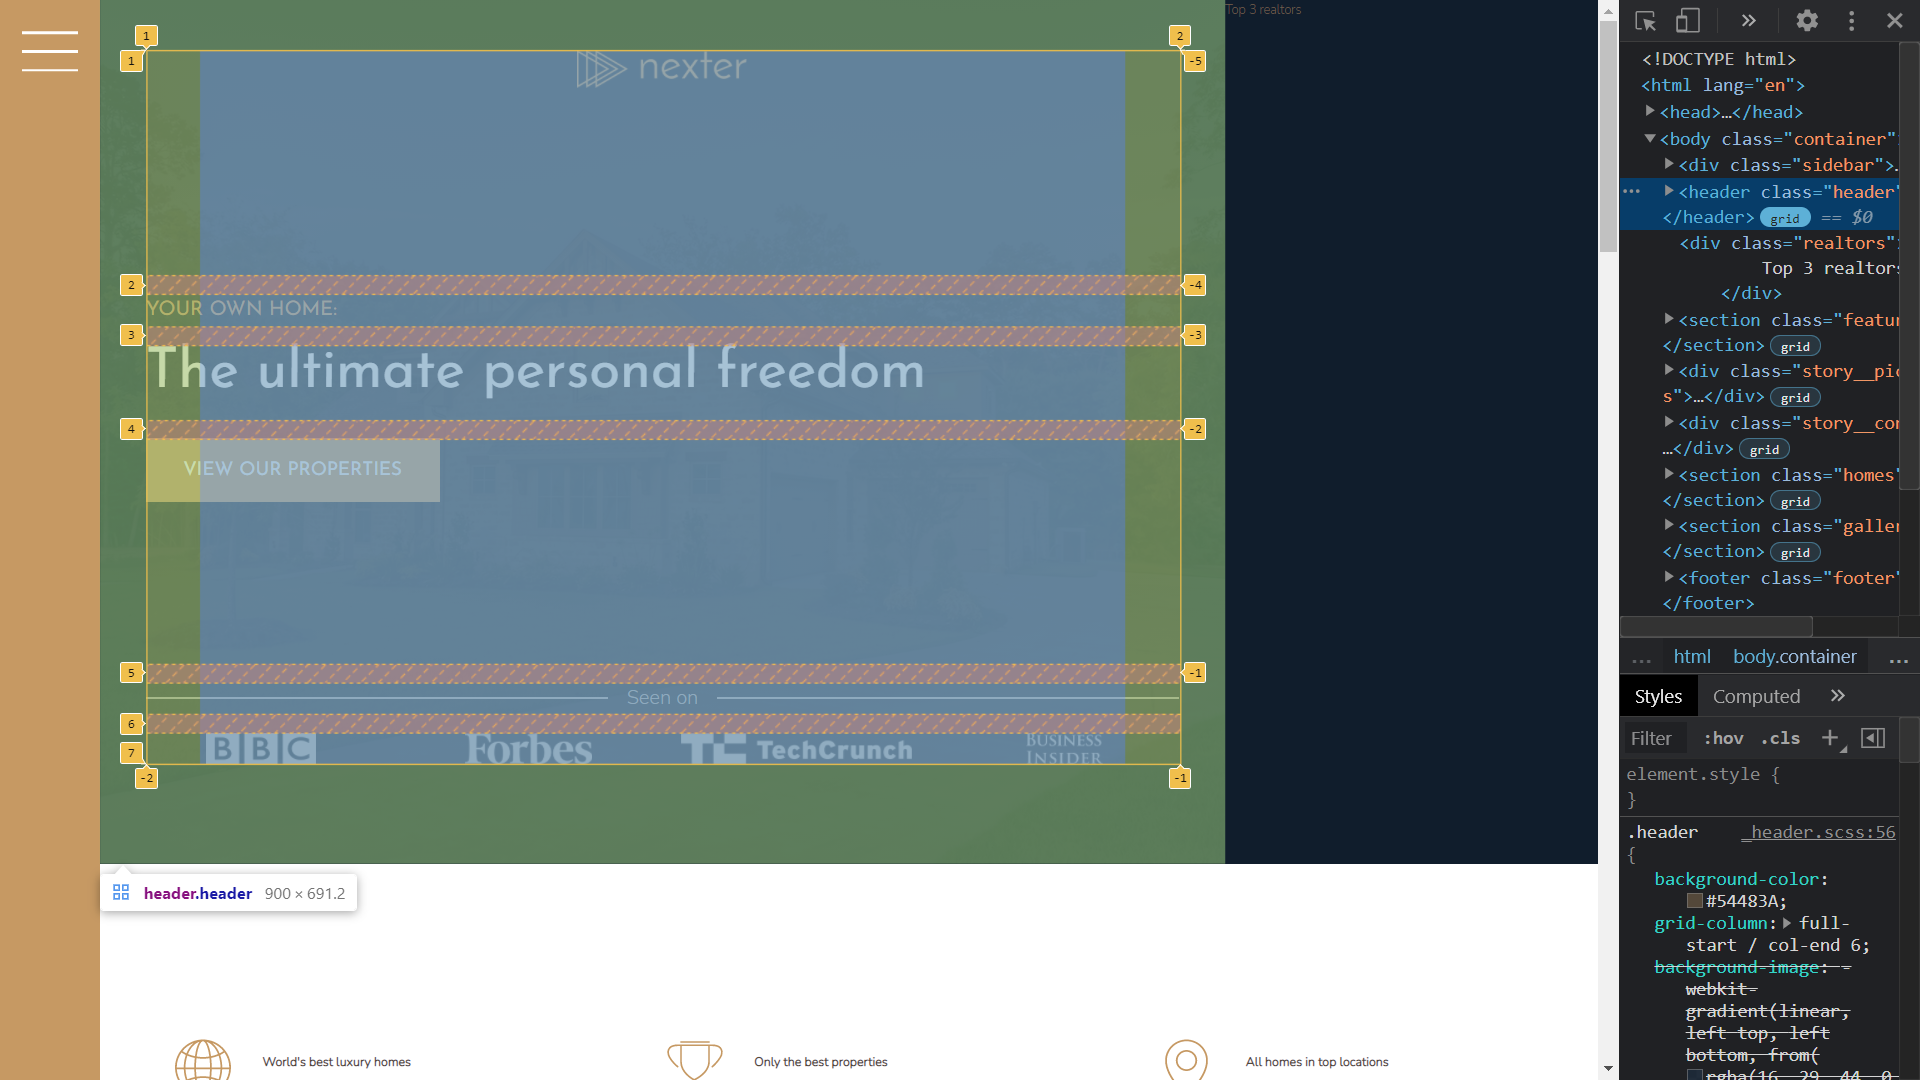 Top 3 realtors
1
2
1
-5
nexter
2
-4
YOUR OWN HOME:
3
-3
The ultimate personal freedom
4
-2
VIEW OUR PROPERTIES
5
-1
Seen on
6
BBC
Forbes
TechCrunch
BUSINESS
INSIDER
7
-2
-1
header.header 900 × 691.2
World's best luxury homes
Only the best properties
All homes in top locations
<!DOCTYPE html>
<html lang="en">
<head>…</head>
<body class="container"
<div class="sidebar">.
… <header class="header"
</header> grid == $0
<div class="realtors"
Top 3 realtors
</div>
<section class="featu
</section> grid
<div class="story__pi
s">…</div> grid
<div class="story__co
…</div> grid
<section class="homes"
</section> grid
<section class="galle
</section> grid
<footer class="footer"
</footer>
… html body.container …
Styles Computed »
Filter :hov .cls +
element.style {
}
.header _header.scss:56
{
background-color:
#54483A;
grid-column: full-
start / col-end 6;
background-image: -
webkit-
gradient(linear,
left top, left
bottom, from(
rgba(16, 29, 44, 0